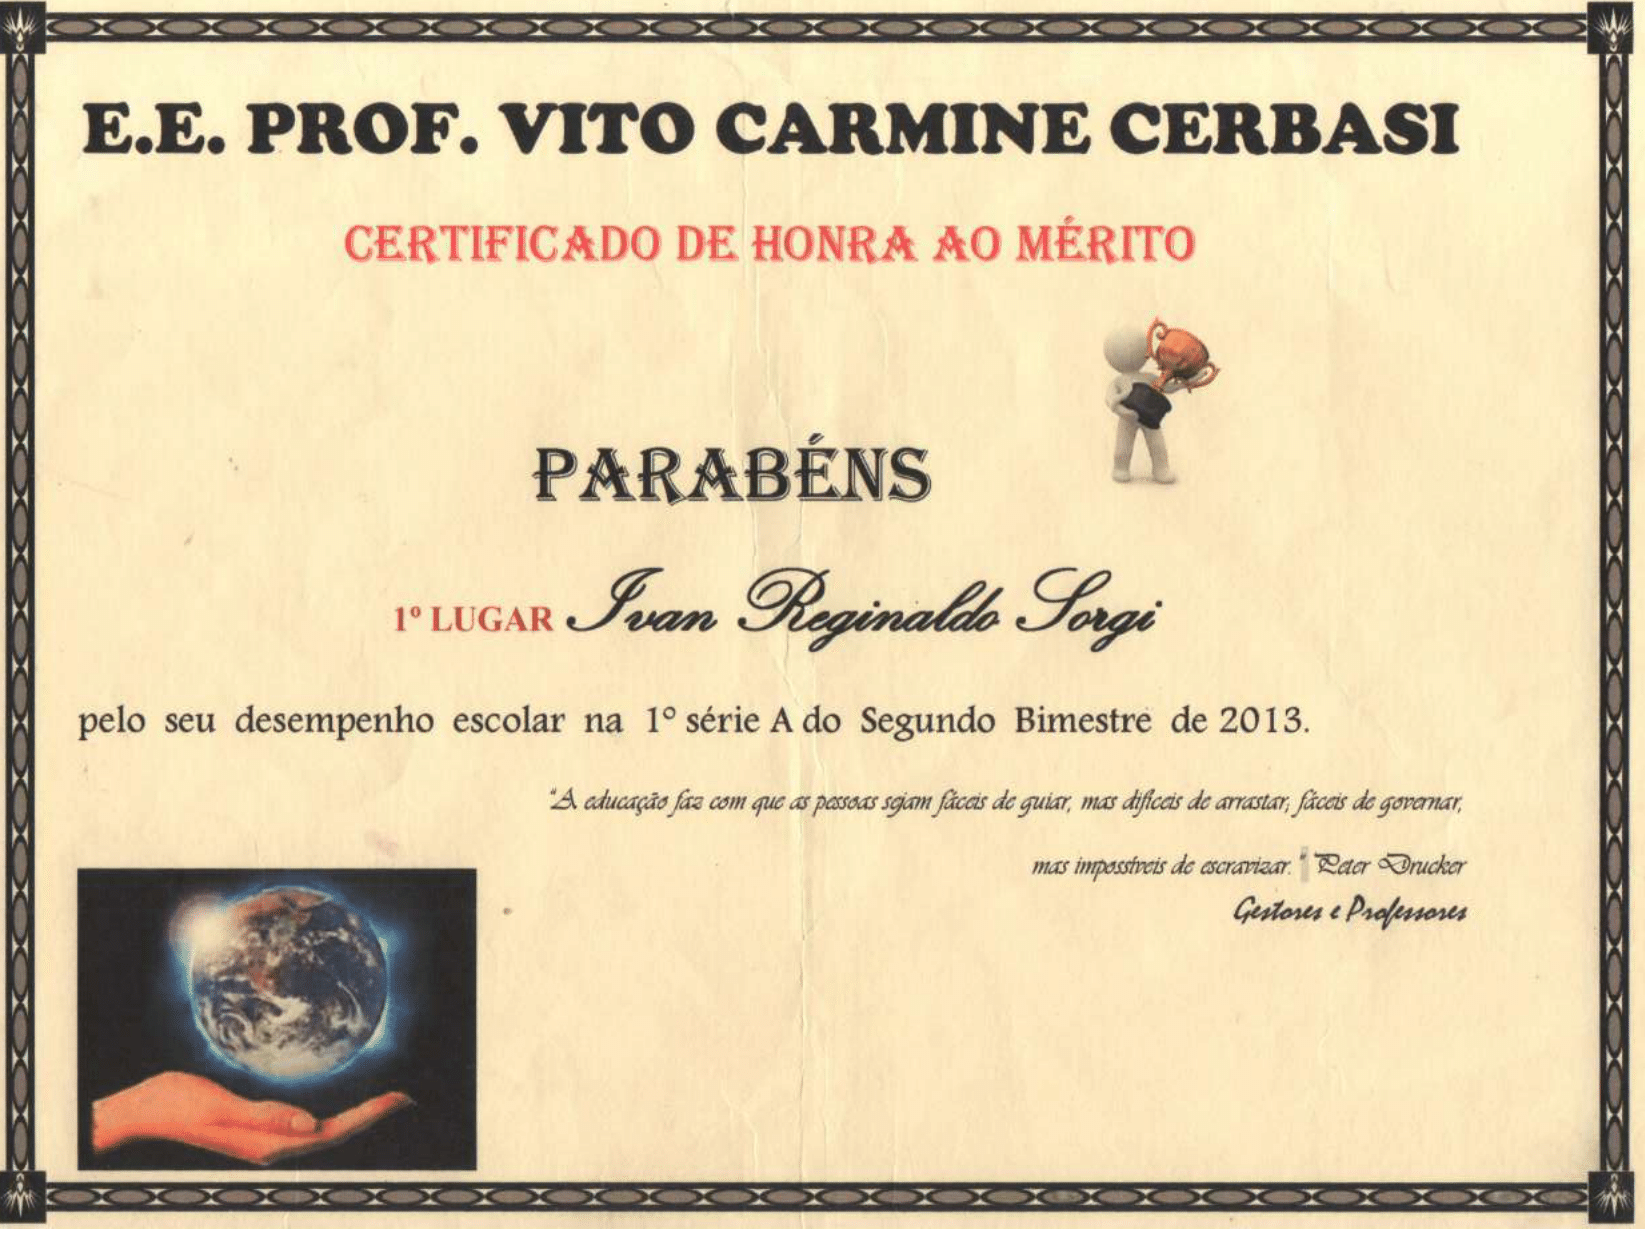 E.E. PROF. VITO CARMINE CERBASI
CERTIFICADO DE HONRA AO MÉRITO
PARABÉNS
1º LUGAR Ivan Reginaldo Sorgi
pelo seu desempenho escolar na 1º série A do Segundo Bimestre de 2013.
"A educação faz com que as pessoas sejam fáceis de guiar, mas difíceis de arrastar; fáceis de governar,
mas impossíveis de escravizar." Peter Drucker
Gestores e Professores